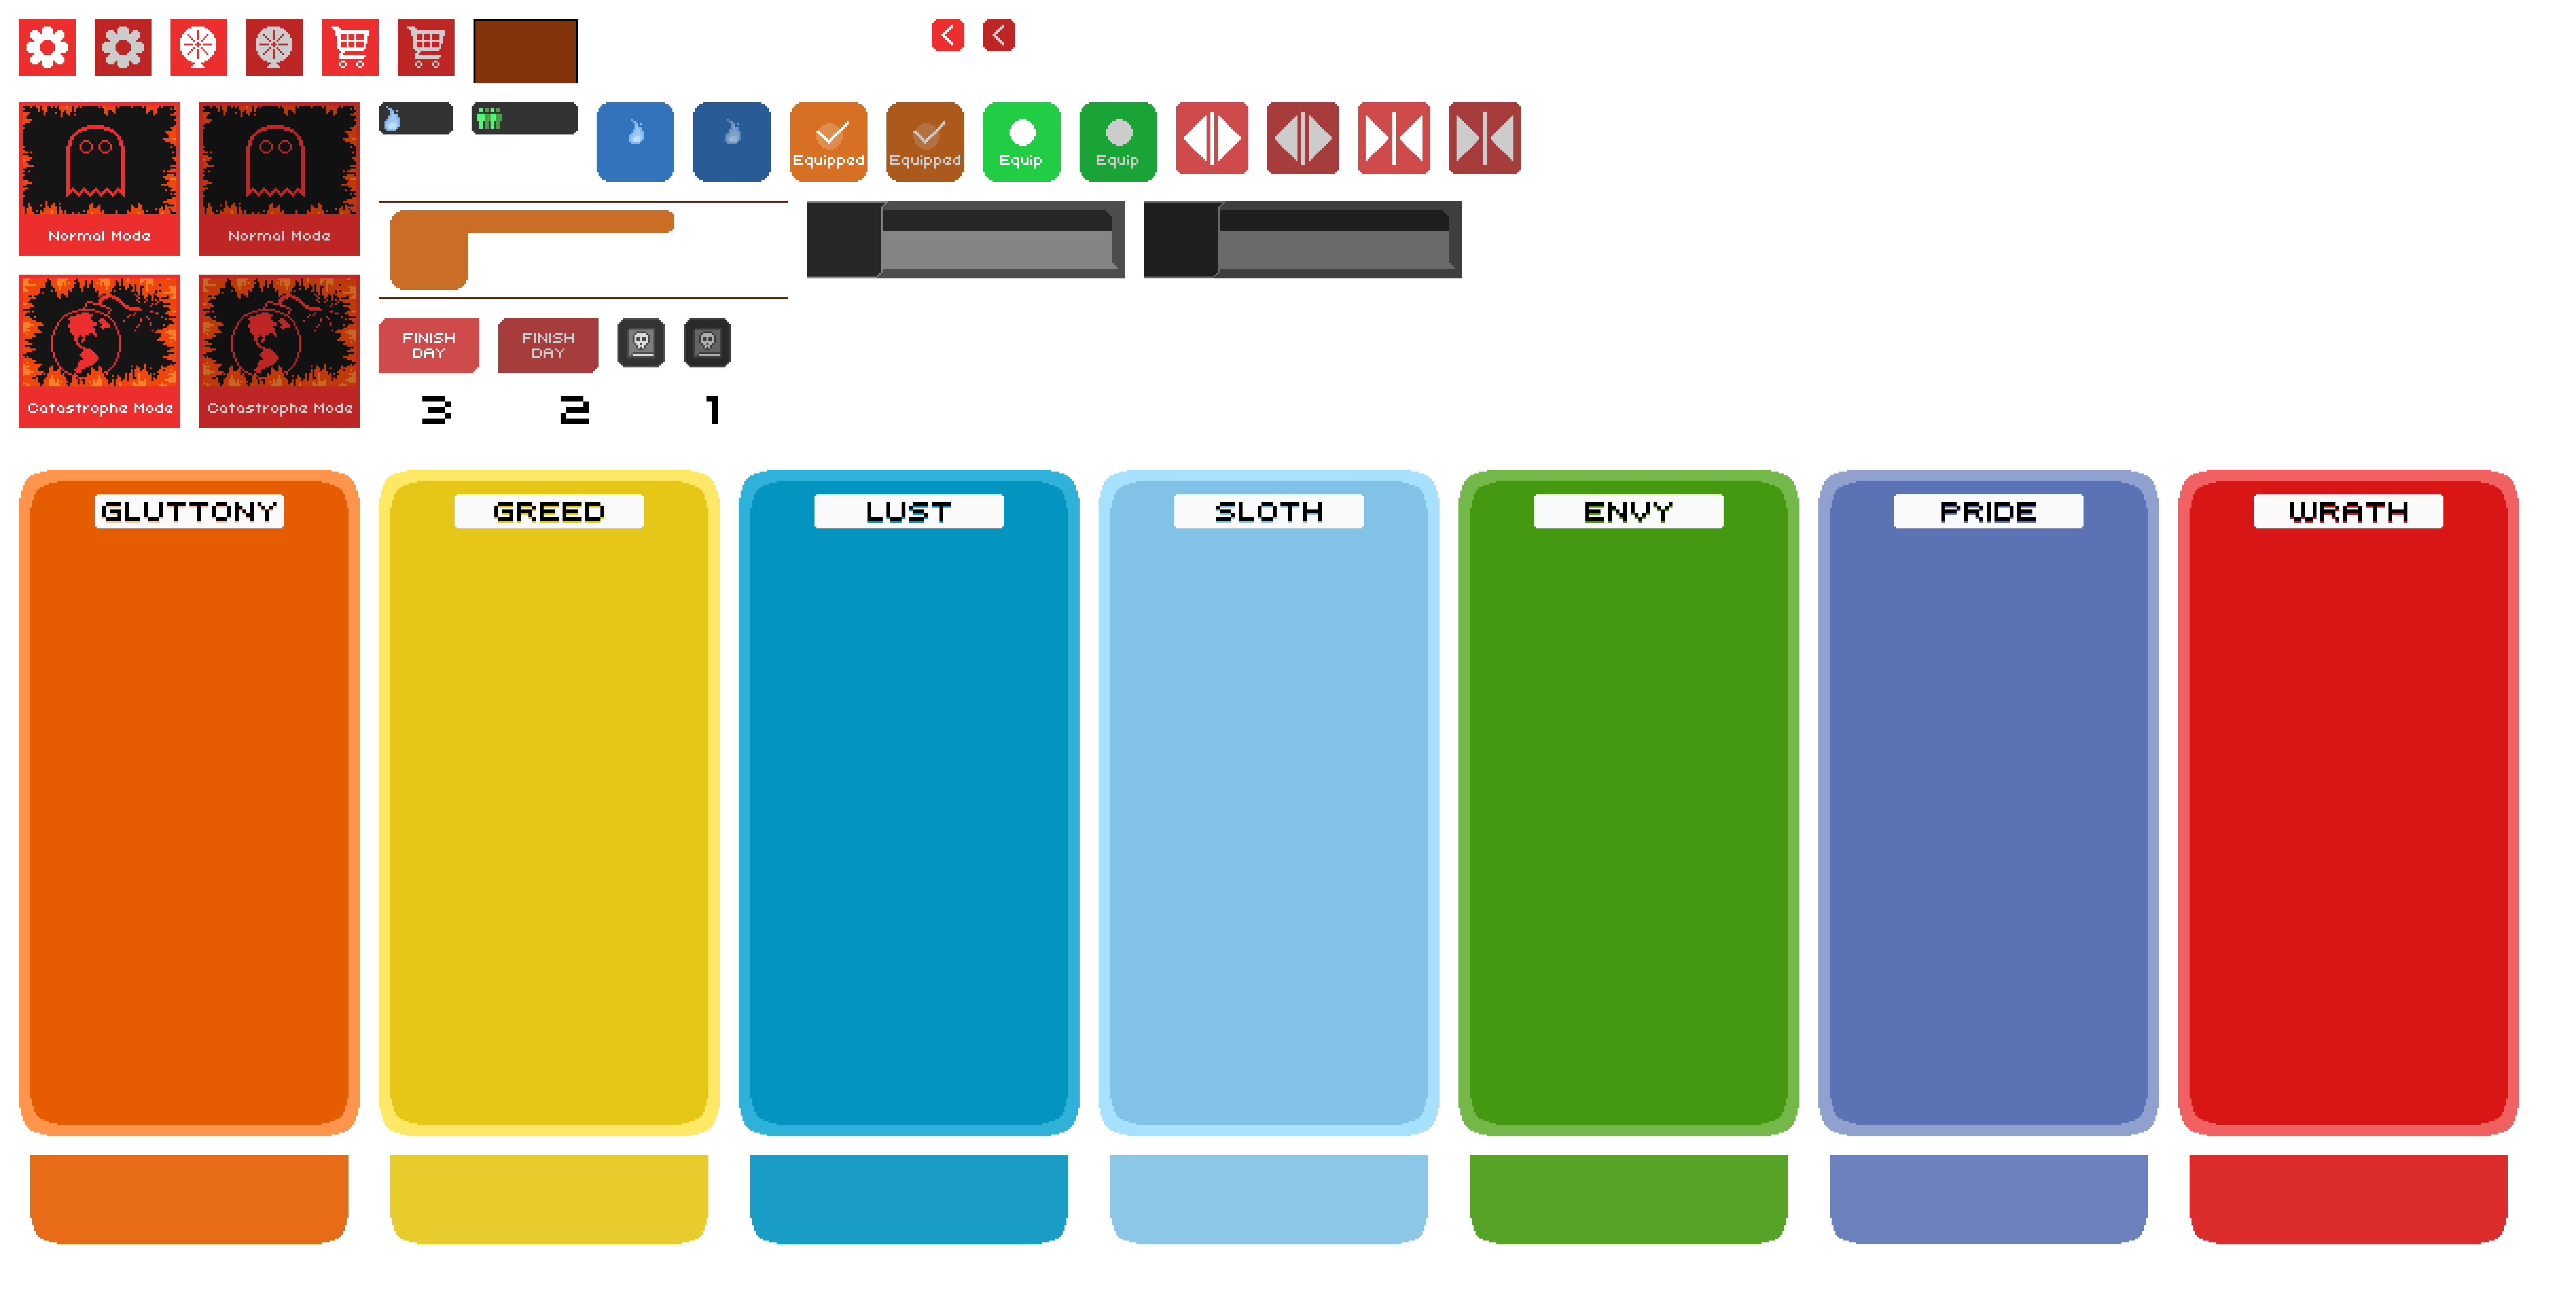 Equipped
Equipped
Equip
Equip
Normal Mode
Normal Mode
FINISH
DAY
FINISH
DAY
Catastrophe Mode
Catastrophe Mode
3
2
1
GLUTTONY
GREED
LUST
SLOTH
ENVY
PRIDE
WRATH